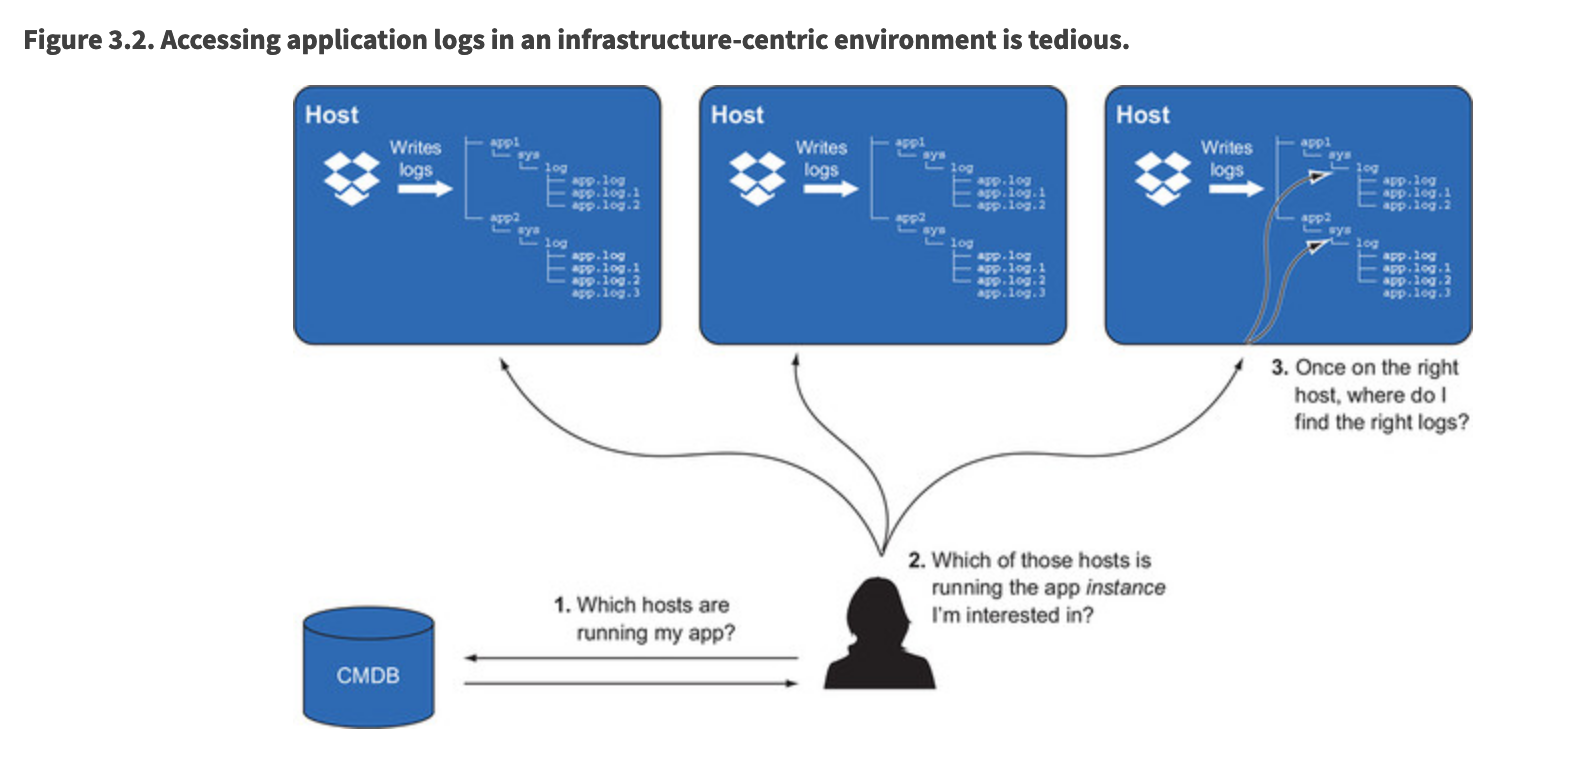 Figure 3.2. Accessing application logs in an infrastructure-centric environment is tedious.
Host
Writes
logs
app1
sys
log
app.log
app.log.1
app.log.2
app2
sys
log
app.log
app.log.1
app.log.2
app.log.3
Host
Writes
logs
app1
sys
log
app.log
app.log.1
app.log.2
app2
sys
log
app.log
app.log.1
app.log.2
app.log.3
Host
Writes
logs
app1
sys
log
app.log
app.log.1
app.log.2
app2
sys
log
app.log
app.log.1
app.log.2
app.log.3
3. Once on the right
host, where do I
find the right logs?
2. Which of those hosts is
running the app instance
I'm interested in?
1. Which hosts are
running my app?
CMDB